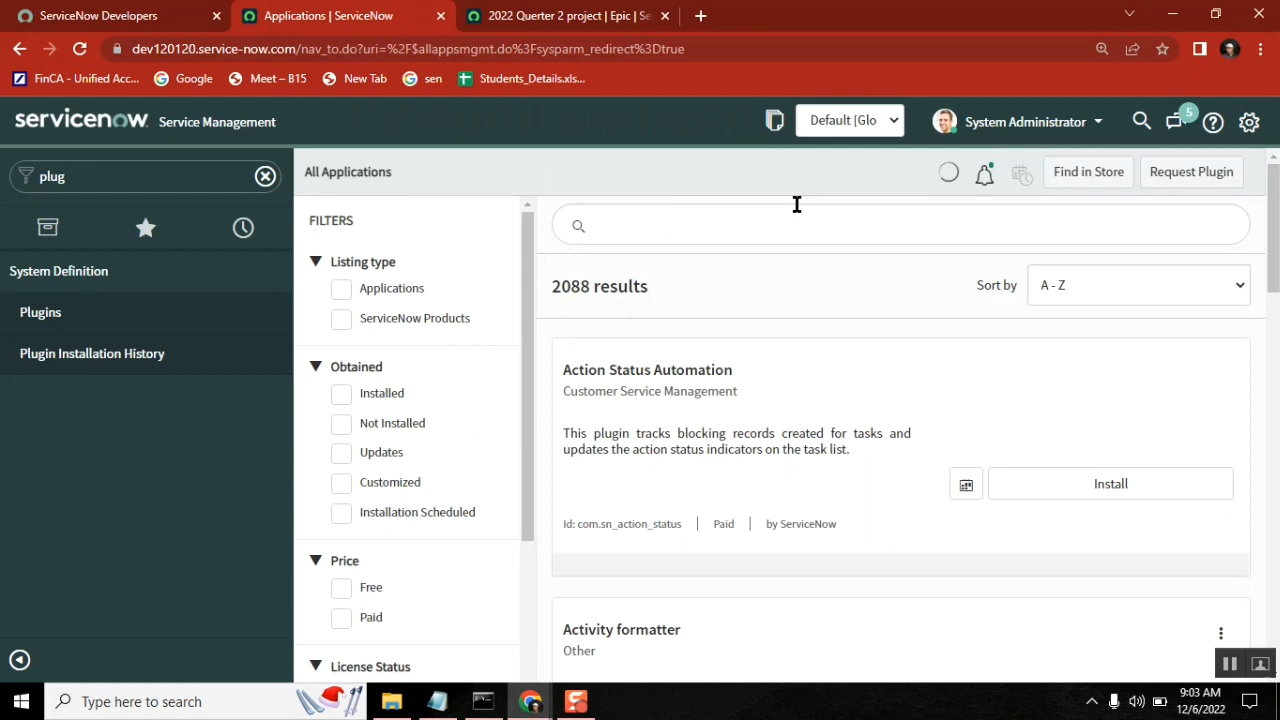 ServiceNow Developers
Applications | ServiceNow
2022 Querter 2 project | Epic | Se
dev120120.service-now.com/nav_to.do?uri=%2F$allappsmgmt.do%3Fsysparm_redirect%3Dtrue
FinCA - Unified Acc...
Google
Meet – B15
New Tab
sen
Students_Details.xls...
servicenow. Service Management
Default [Glo
System Administrator
5
plug
All Applications
Find in Store
Request Plugin
System Definition
Plugins
Plugin Installation History
FILTERS
Listing type
Applications
ServiceNow Products
Obtained
Installed
Not Installed
Updates
Customized
Installation Scheduled
Price
Free
Paid
License Status
2088 results
Sort by
A - Z
Action Status Automation
Customer Service Management
This plugin tracks blocking records created for tasks and
updates the action status indicators on the task list.
Install
Id: com.sn_action_status | Paid | by ServiceNow
Activity formatter
Other
Type here to search
9:03 AM
12/6/2022